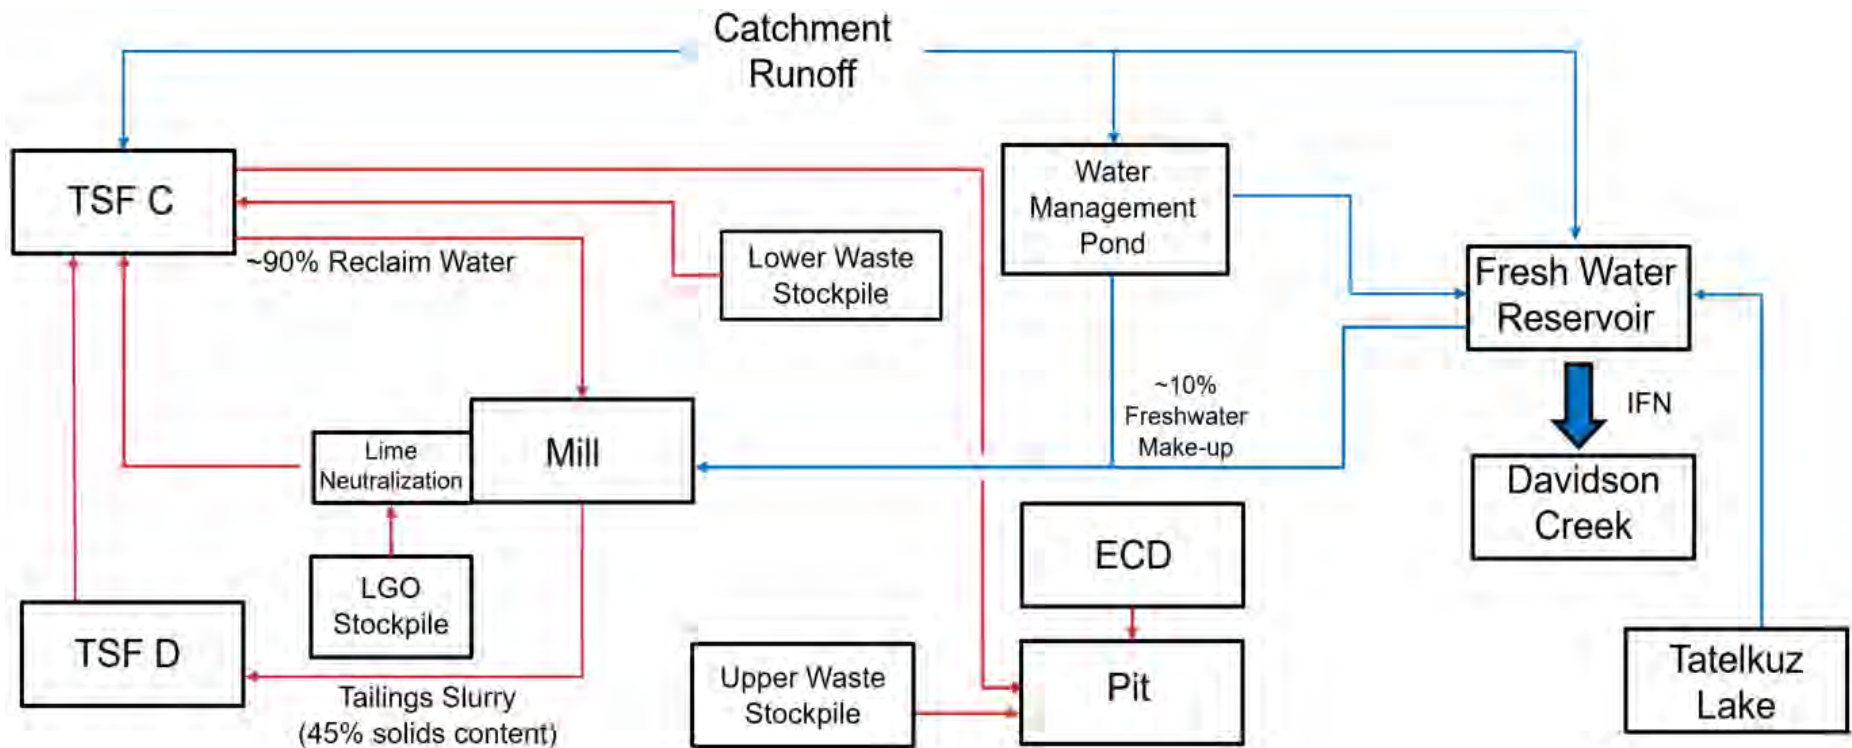 Catchment
Runoff
TSF C
Water
Management
Pond
~90% Reclaim Water
Lower Waste
Stockpile
Fresh Water
Reservoir
~10%
Freshwater
Make-up
IFN
Lime
Neutralization
Mill
Davidson
Creek
ECD
LGO
Stockpile
TSF D
Tailings Slurry
(45% solids content)
Upper Waste
Stockpile
Pit
Tatelkuz
Lake